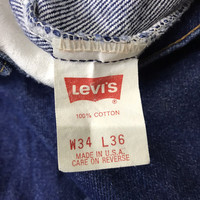 Levi's
100% COTTON
W34 L36
MADE IN U.S.A.
CARE ON REVERSE